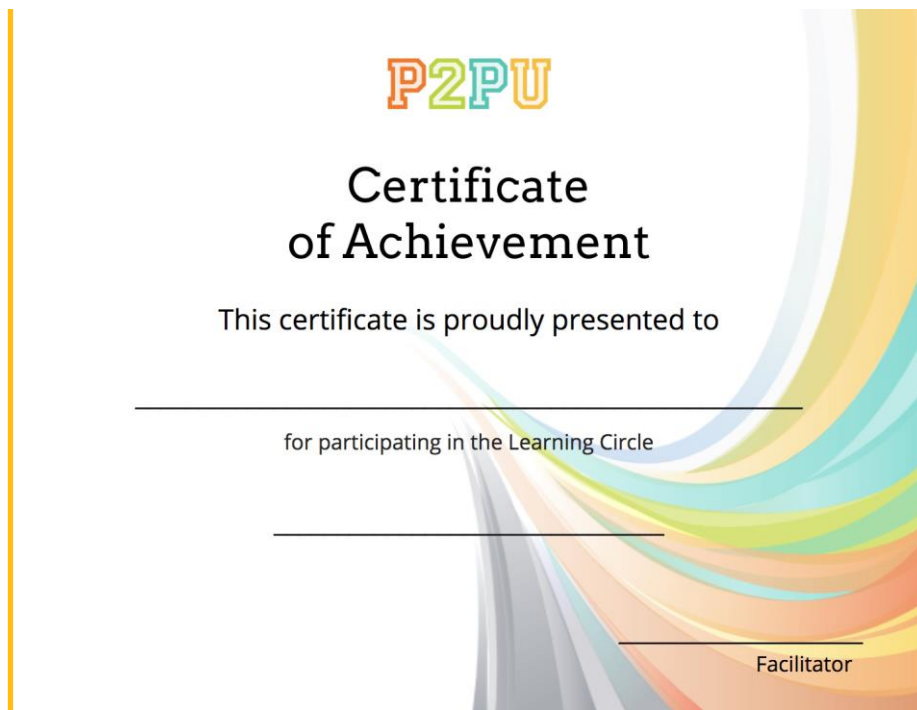 P2PU
Certificate
of Achievement
This certificate is proudly presented to
for participating in the Learning Circle
Facilitator